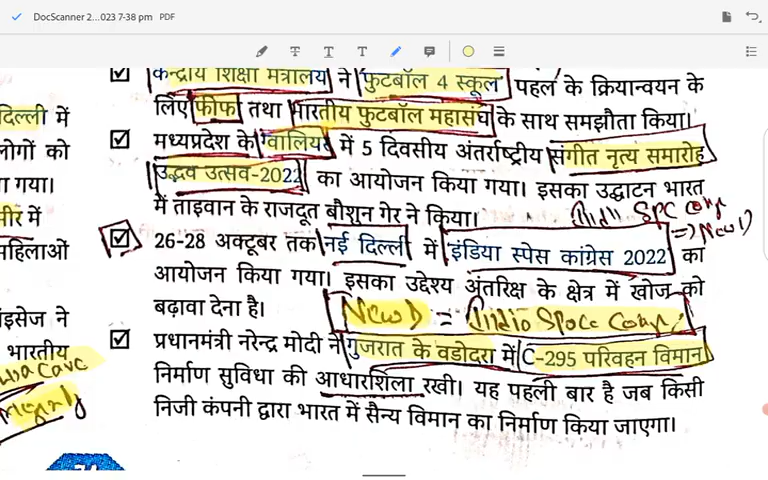 DocScanner 2...023 7-38 pm PDF
केन्द्रीय शिक्षा मंत्रालय ने फुटबॉल 4 स्कूल पहल के क्रियान्वयन के
लिए फीफ तथा भारतीय फुटबॉल महासंघ के साथ समझौता किया।
मध्यप्रदेश के ग्वालियर में 5 दिवसीय अंतर्राष्ट्रीय संगीत नृत्य समारोह
उद्भव उत्सव-2022 का आयोजन किया गया। इसका उद्घाटन भारत
में ताइवान के राजदूत बौशुन गेर ने किया।
SPC
=> New D
26-28 अक्टूबर तक नई दिल्ली में इंडिया स्पेस कांग्रेस 2022 का
आयोजन किया गया। इसका उद्देश्य अंतरिक्ष के क्षेत्र में खोज को
बढ़ावा देना है।
New D = India Space
प्रधानमंत्री नरेन्द्र मोदी ने गुजरात के वडोदरा में C-295 परिवहन विमान
निर्माण सुविधा की आधारशिला रखी। यह पहली बार है जब किसी
निजी कंपनी द्वारा भारत में सैन्य विमान का निर्माण किया जाएगा।
दिल्ली में
लोगों को
गया।
में
महिलाओं
ने
भारतीय